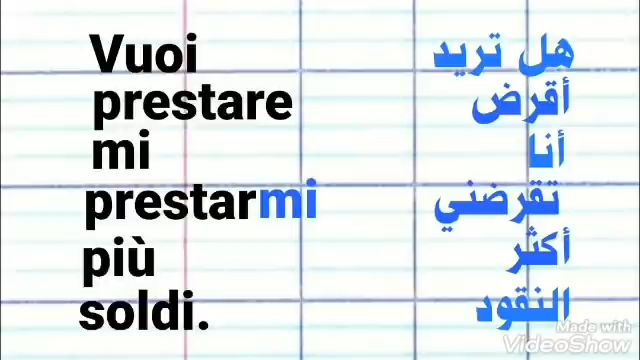 Vuoi هل تريد
prestare أقرض
mi أنا
prestarmi تقرضني
più أكثر
soldi. النقود
Made with
VideoShow